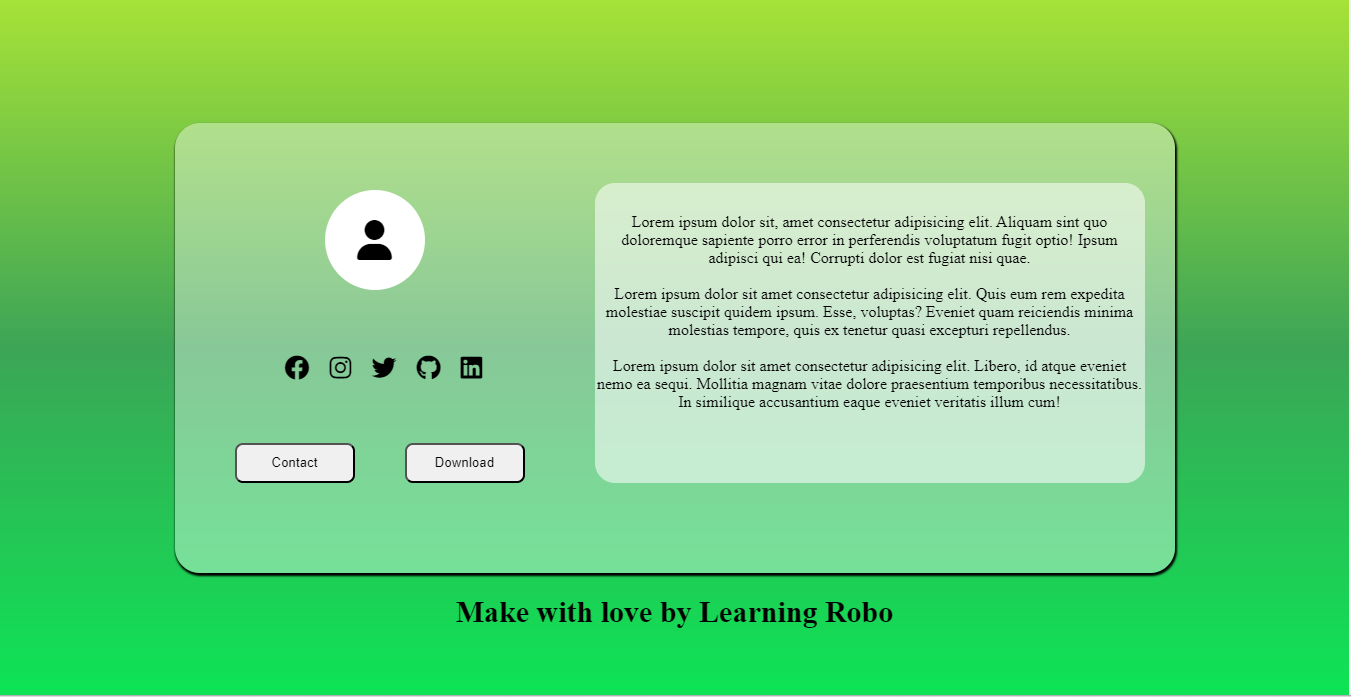 Lorem ipsum dolor sit, amet consectetur adipisicing elit. Aliquam sint quo
doloremque sapiente porro error in perferendis voluptatum fugit optio! Ipsum
adipisci qui ea! Corrupti dolor est fugiat nisi quae.
Lorem ipsum dolor sit amet consectetur adipisicing elit. Quis eum rem expedita
molestiae suscipit quidem ipsum. Esse, voluptas? Eveniet quam reiciendis minima
molestias tempore, quis ex tenetur quasi excepturi repellendus.
Lorem ipsum dolor sit amet consectetur adipisicing elit. Libero, id atque eveniet
nemo ea sequi. Mollitia magnam vitae dolore praesentium temporibus necessitatibus.
In similique accusantium eaque eveniet veritatis illum cum!
Contact
Download
Make with love by Learning Robo